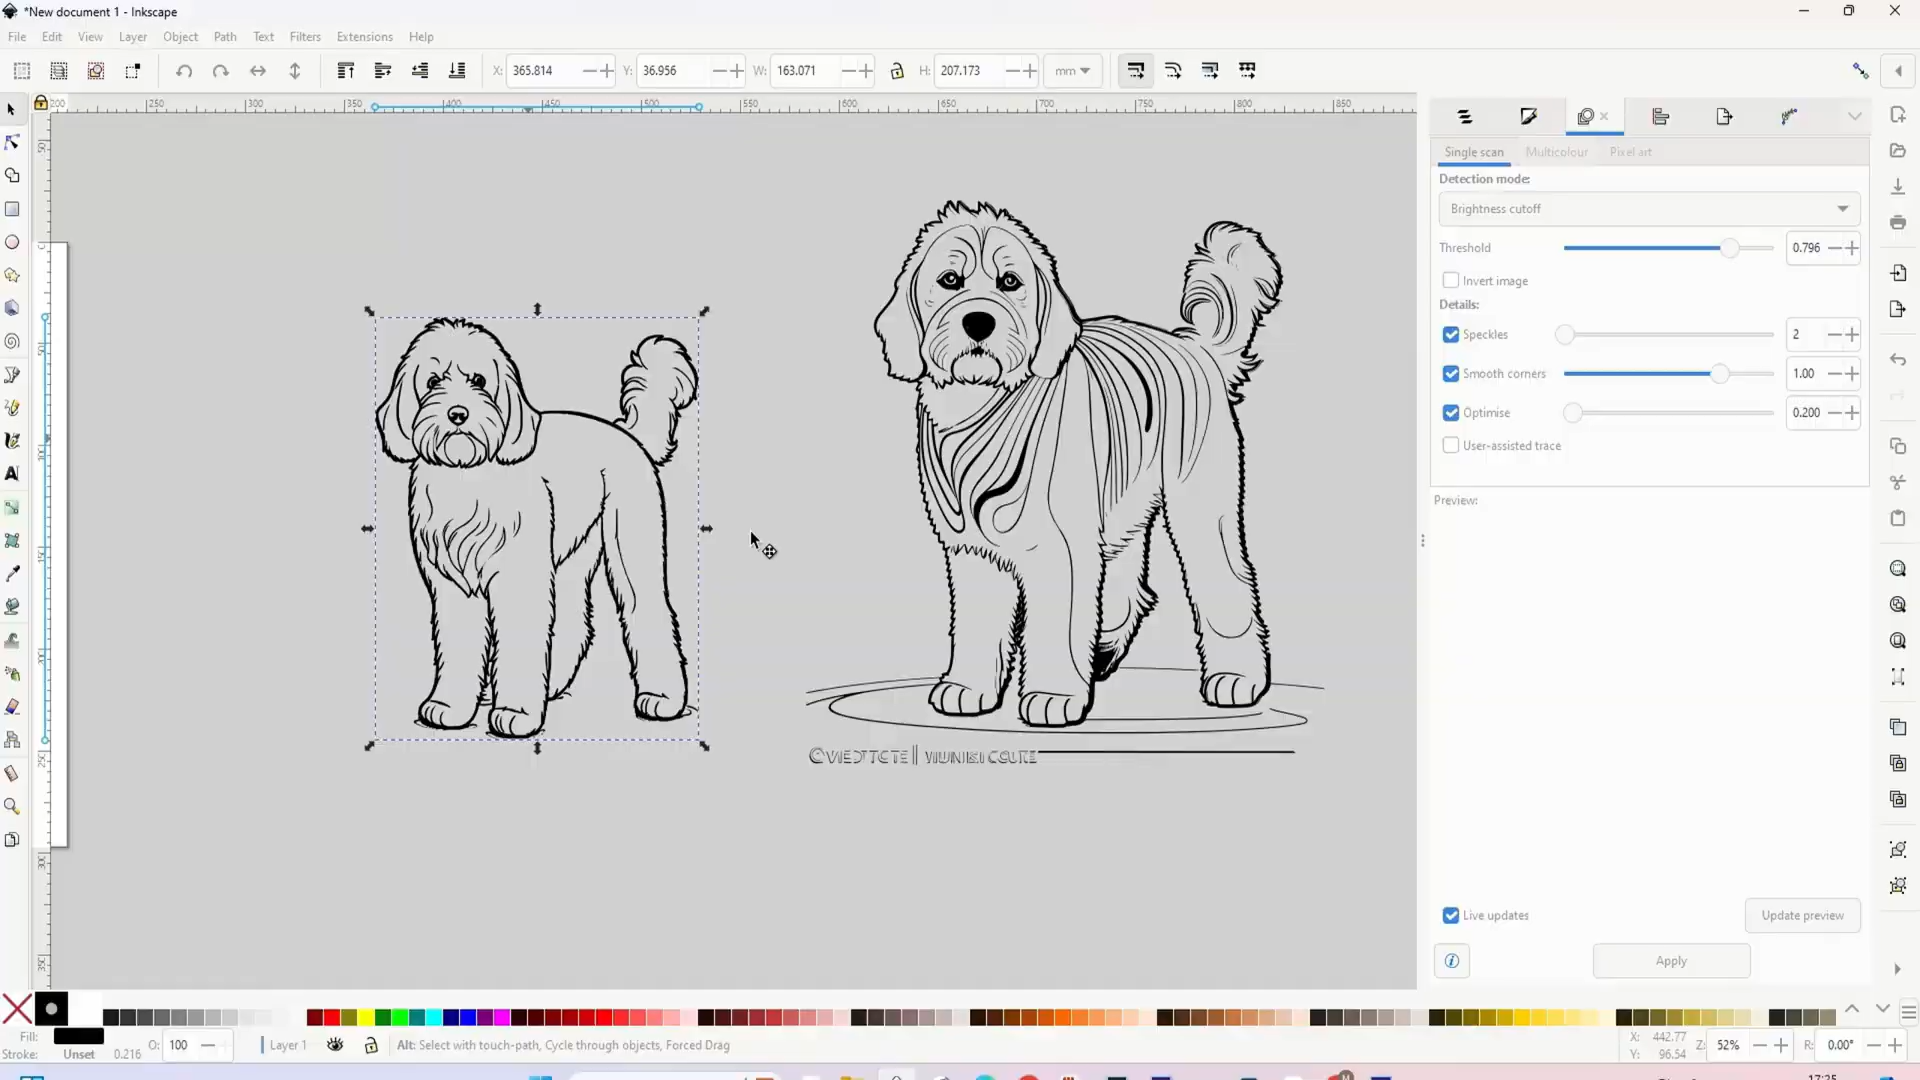 *New document 1 - Inkscape
File Edit View Layer Object Path Text Filters Extensions Help
X: 365.814 Y: 36.956 W: 163.071 H: 207.173 mm
Single scan Multicolour Pixel art
Detection mode:
Brightness cutoff
Threshold 0.796
Invert image
Details:
Speckles 2
Smooth corners 1.00
Optimise 0.200
User-assisted trace
Preview:
Live updates Update preview
Apply
Fill:
Stroke: Unset 0.216 O: 100 Layer 1 Alt: Select with touch-path, Cycle through objects, Forced Drag
X: 442.77
Y: 96.54
Z: 52% R: 0.00°
17:25